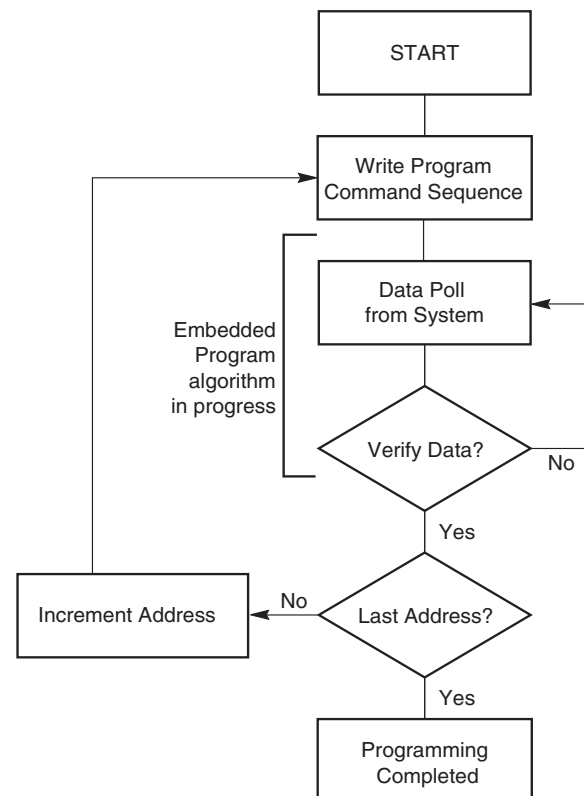 START
Write Program
Command Sequence
Data Poll
from System
Embedded
Program
algorithm
in progress
Verify Data?
No
Yes
Increment Address
No
Last Address?
Yes
Programming
Completed